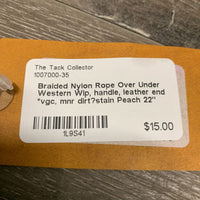 The Tack Collector
1007000-35
Braided Nylon Rope Over Under
Western Wip, handle, leather end
*vgc, mnr dirt?stain Peach 22"
1L9S41
$15.00